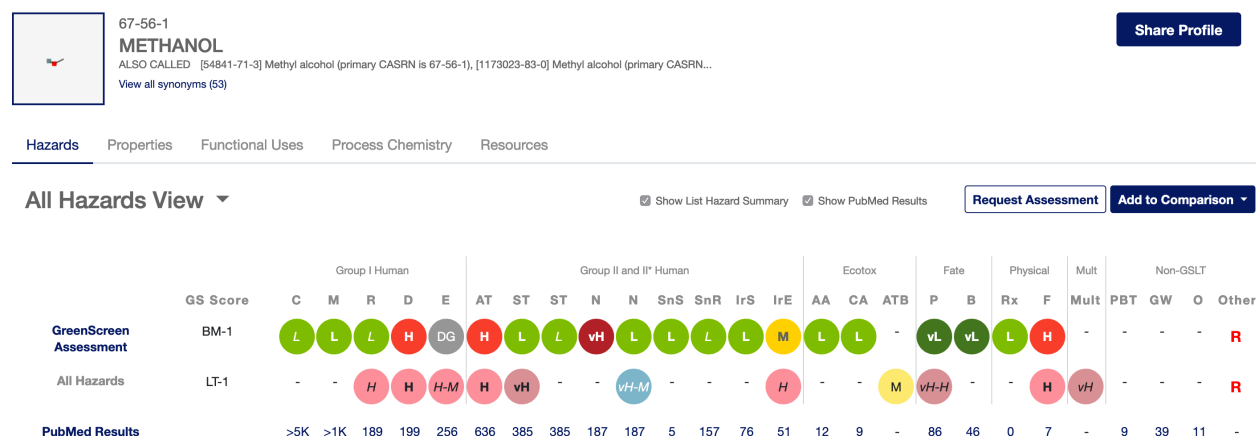 67-56-1
METHANOL
ALSO CALLED [54841-71-3] Methyl alcohol (primary CASRN is 67-56-1), [1173023-83-0] Methyl alcohol (primary CASRN...
View all synonyms (53)
Share Profile
Hazards Properties Functional Uses Process Chemistry Resources
All Hazards View
Show List Hazard Summary Show PubMed Results Request Assessment Add to Comparison
Group I Human Group II and II* Human Ecotox Fate Physical Mult Non-GSLT
GS Score C M R D E AT ST ST N N SnS SnR IrS IrE AA CA ATB P B Rx F Mult PBT GW O Other
GreenScreen Assessment BM-1 L L L H DG H L L vH L L L L M L L - vL vL L H - - - - R
All Hazards LT-1 - - H H H-M H vH - - vH-M - - - H - - M vH-H - - H vH - - - R
PubMed Results >5K >1K 189 199 256 636 385 385 187 187 5 157 76 51 12 9 - 86 46 0 7 - 9 39 11 -